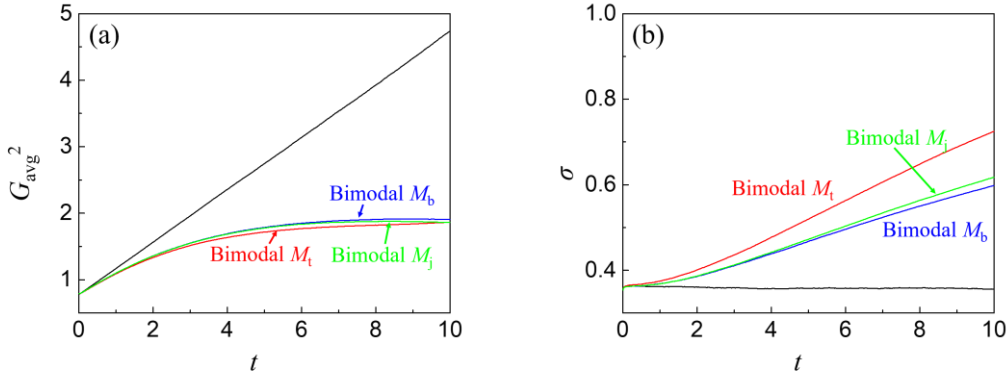 (a)
5
4
3
2
1
G_avg^2
Bimodal M_b
Bimodal M_t
Bimodal M_j
0 2 4 6 8 10
t
(b)
1.0
0.8
0.6
0.4
σ
Bimodal M_j
Bimodal M_t
Bimodal M_b
0 2 4 6 8 10
t